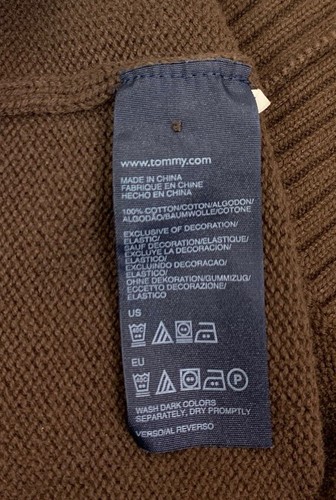 www.tommy.com
MADE IN CHINA
FABRIQUE EN CHINE
HECHO EN CHINA
100% COTTON/COTON/ALGODON/
ALGODÃO/BAUMWOLLE/COTONE
EXCLUSIVE OF DECORATION/
ELASTIC/
SAUF DECORATION/ELASTIQUE/
EXCLUYE LA DECORACION/
ELASTICO/
EXCLUINDO DECORACAO/
ELASTICO/
OHNE DEKORATION/GUMMIZUG/
ECCETTO DECORAZIONE/
ELASTICO
US
EU
P
WASH DARK COLORS
SEPARATELY, DRY PROMPTLY
VERSO/AL REVERSO